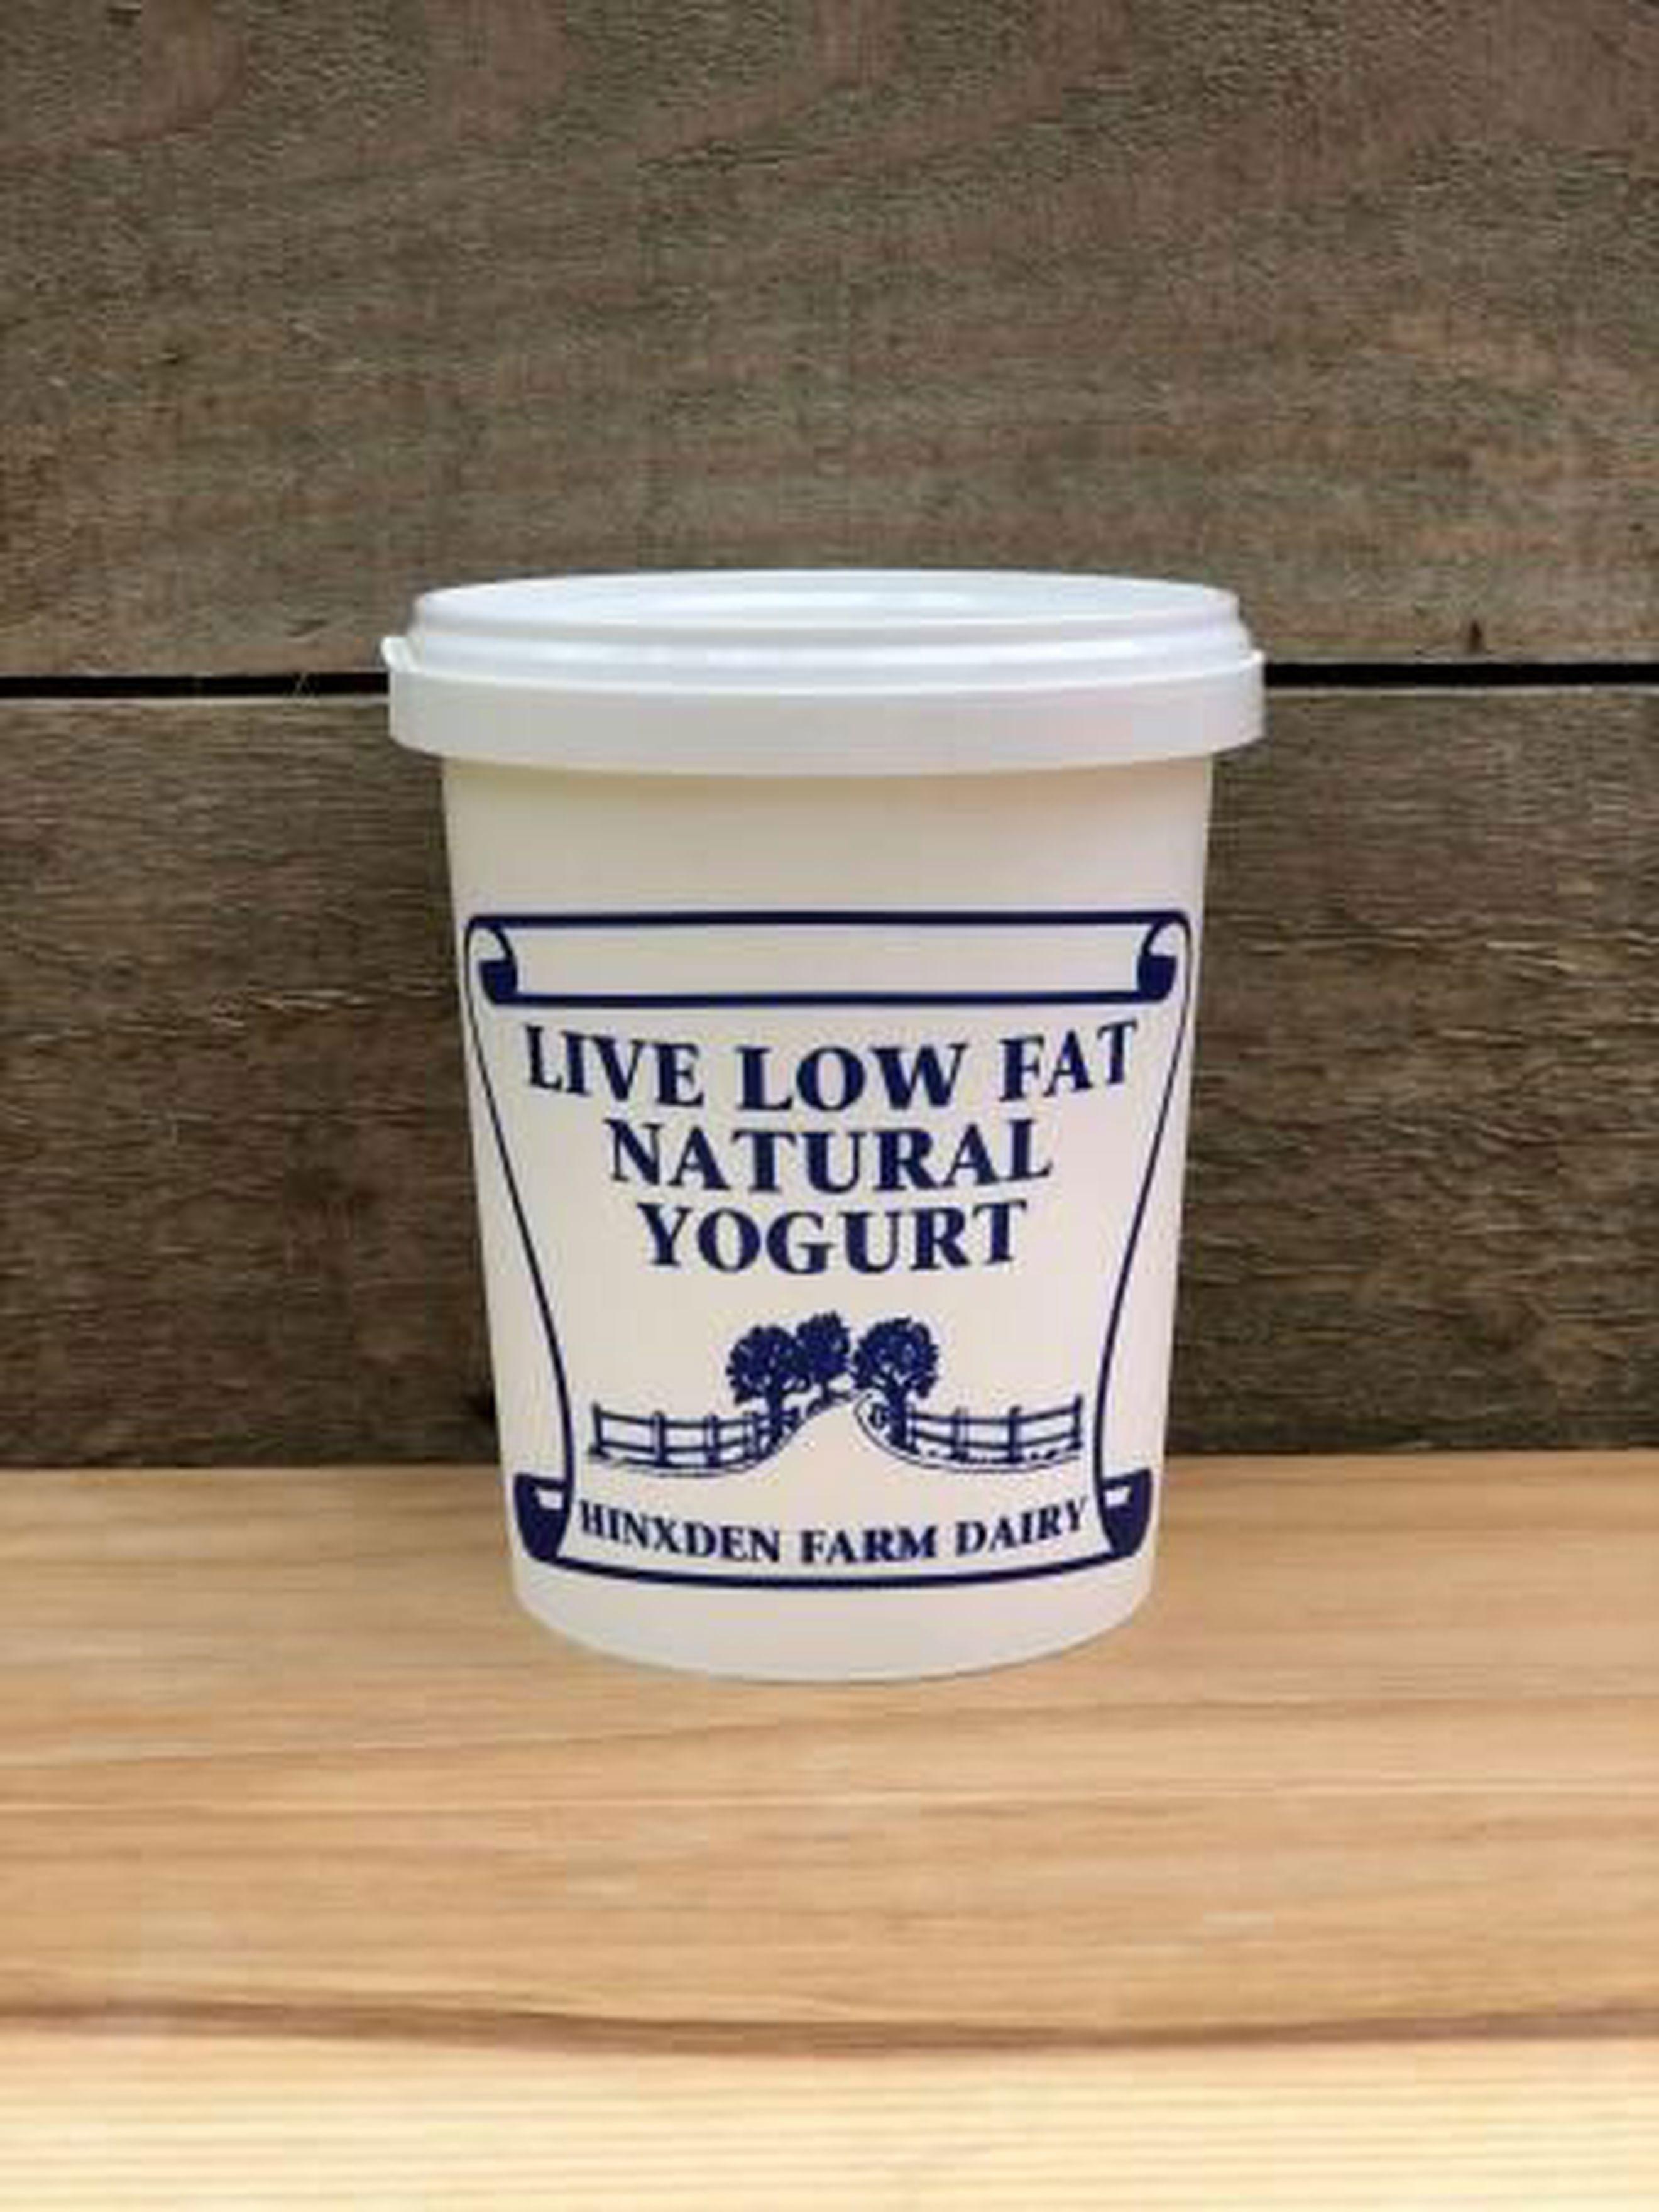 LIVE LOW FAT
NATURAL
YOGURT
HINXDEN FARM DAIRY